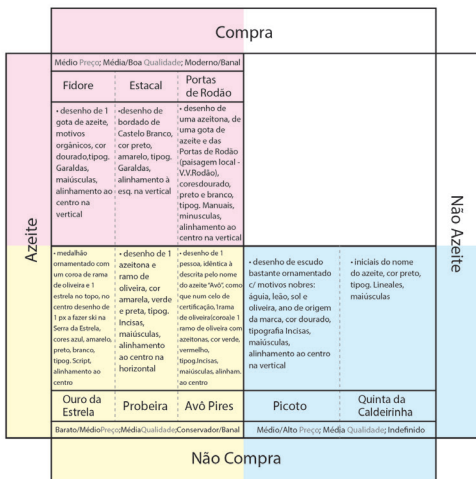 Compra
Azeite
Não Azeite
Médio Preço; Média/Boa Qualidade; Moderno/Banal
Fidore
Estacal
Portas
de Rodão
• desenho de 1
gota de azeite,
motivos
orgânicos, cor
dourado,tipog.
Garaldas,
maiúsculas,
alinhamento ao
centro na
vertical
•desenho de
bordado de
Castelo Branco,
cor preto,
amarelo, tipog.
Garaldas,
alinhamento à
esq. na vertical
• desenho de
uma azeitona, de
uma gota de
azeite e das
Portas de Rodão
(paisagem local -
V.V.Rodão),
coresdourado,
preto e branco,
tipog. Manuais,
minusculas,
alinhamento ao
centro na vertical
• medalhão
ornamentado com
um coroa de rama
de oliveira e 1
estrela no topo, no
centro desenho de
1 px a fazer ski na
Serra da Estrela,
cores azul, amarelo,
preto, branco,
tipog. Script,
alinhamento ao
centro
• desenho de 1
azeitona e
ramo de
oliveira, cor
amarela, verde
e preta, tipog.
Incisas,
maiúsculas,
alinhamento
ao centro na
horizontal
•desenho de 1
pessoa, idêntica à
descrita pelo nome
do azeite "Avô", como
que num celo de
certificação, 1rama
de oliveira(coroa)e 1
ramo de oliveira com
azeitonas, cor verde,
vermelho,
tipog.Incisas,
maiúsculas, alinham.
ao centro
• desenho de escudo
bastante ornamentado
c/ motivos nobres:
águia, leão, sol e
oliveira, ano de origem
da marca, cor dourado,
tipografia Incisas,
maiúsculas,
alinhamento ao centro
na vertical
• iniciais do nome
do azeite, cor preto,
tipog. Lineales,
maiúsculas
Ouro da
Estrela
Probeira
Avô Pires
Picoto
Quinta da
Caldeirinha
Barato/MédioPreço;MédiaQualidade;Conservador/Banal
Médio/Alto Preço; Média Qualidade; Indefinido
Não Compra